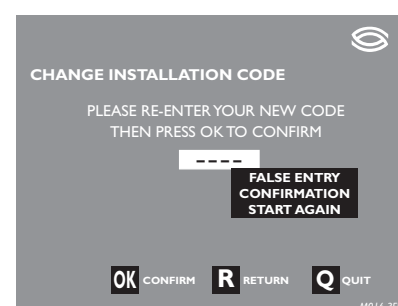 CHANGE INSTALLATION CODE
PLEASE RE-ENTER YOUR NEW CODE
THEN PRESS OK TO CONFIRM
----
FALSE ENTRY
CONFIRMATION
START AGAIN
OK CONFIRM R RETURN Q QUIT